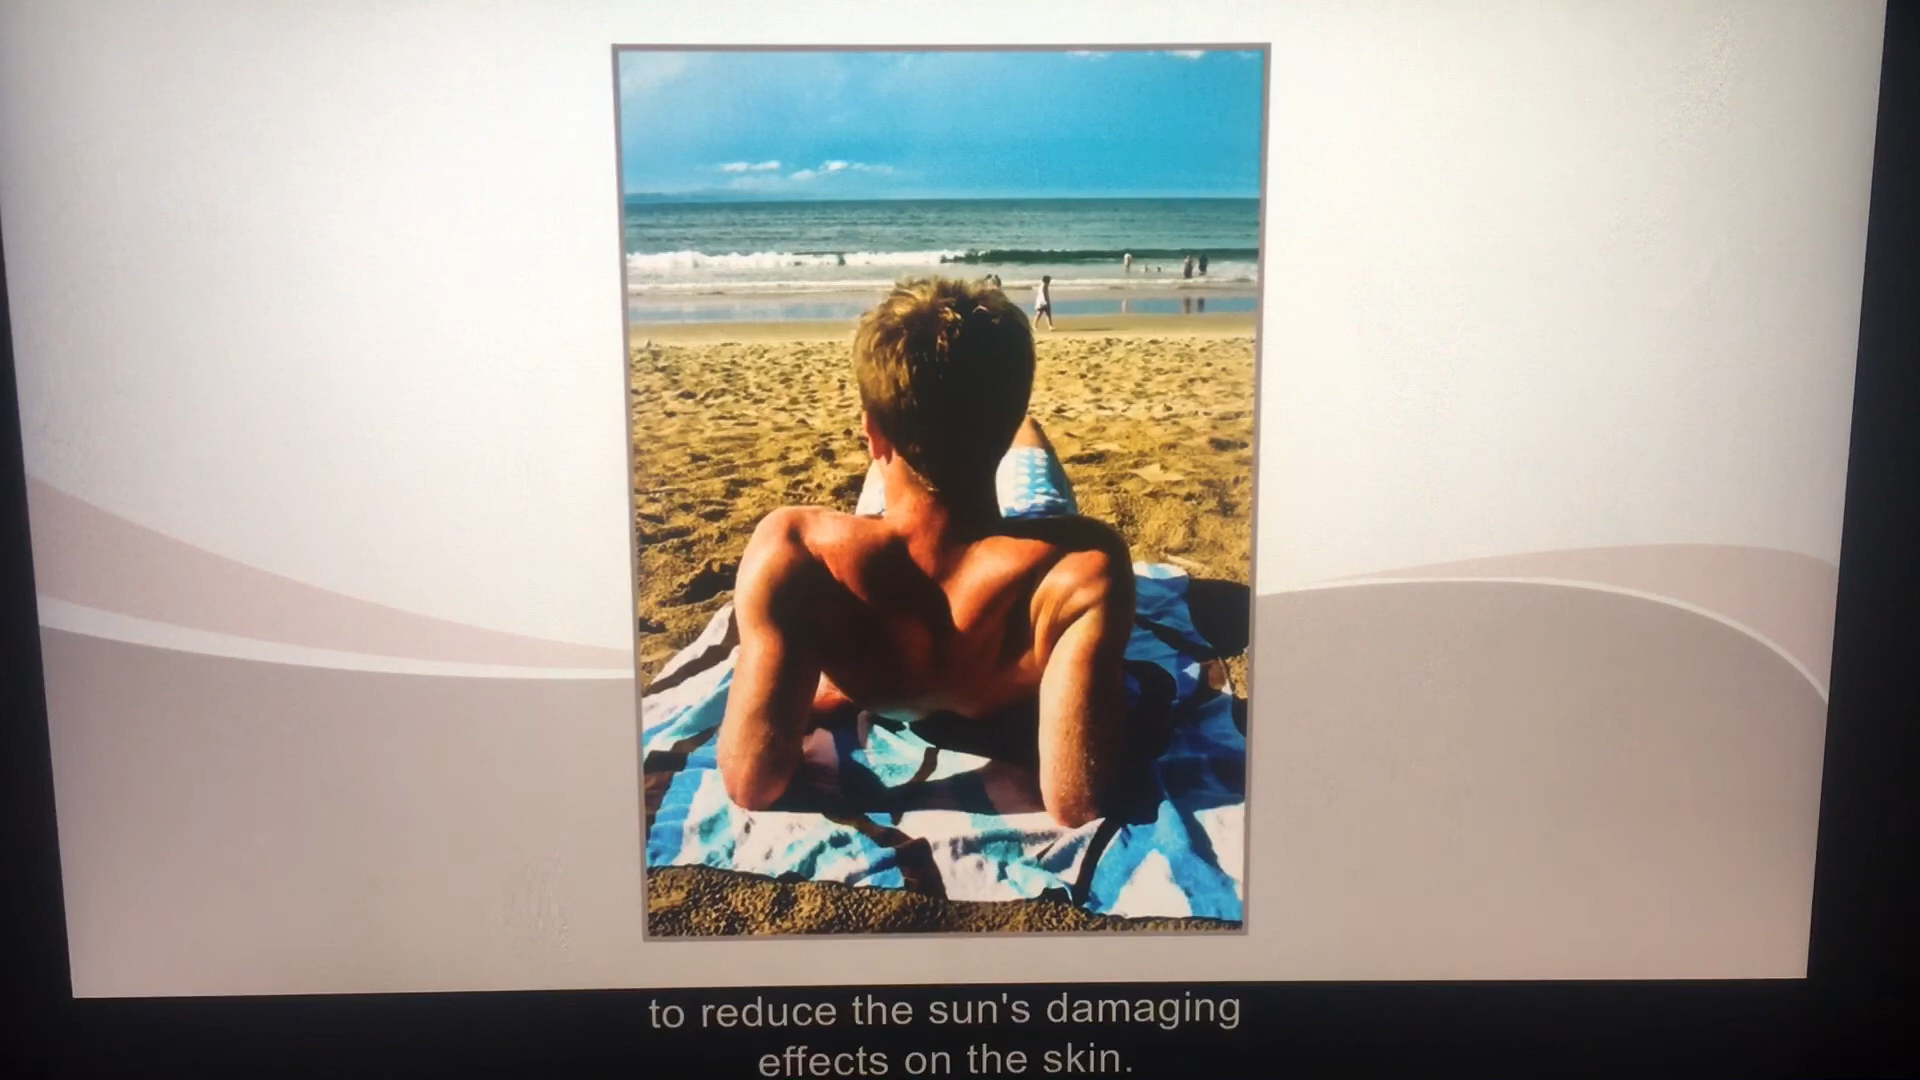 to reduce the sun's damaging
effects on the skin.